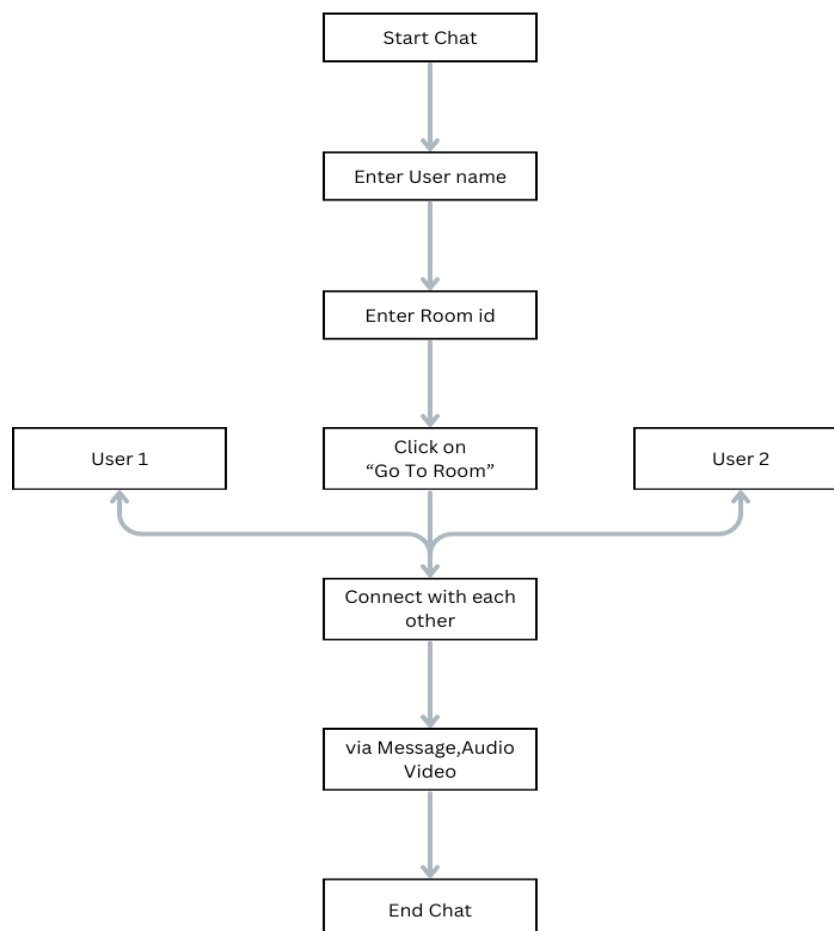 Start Chat
Enter User name
Enter Room id
User 1
Click on
“Go To Room”
User 2
Connect with each
other
via Message,Audio
Video
End Chat